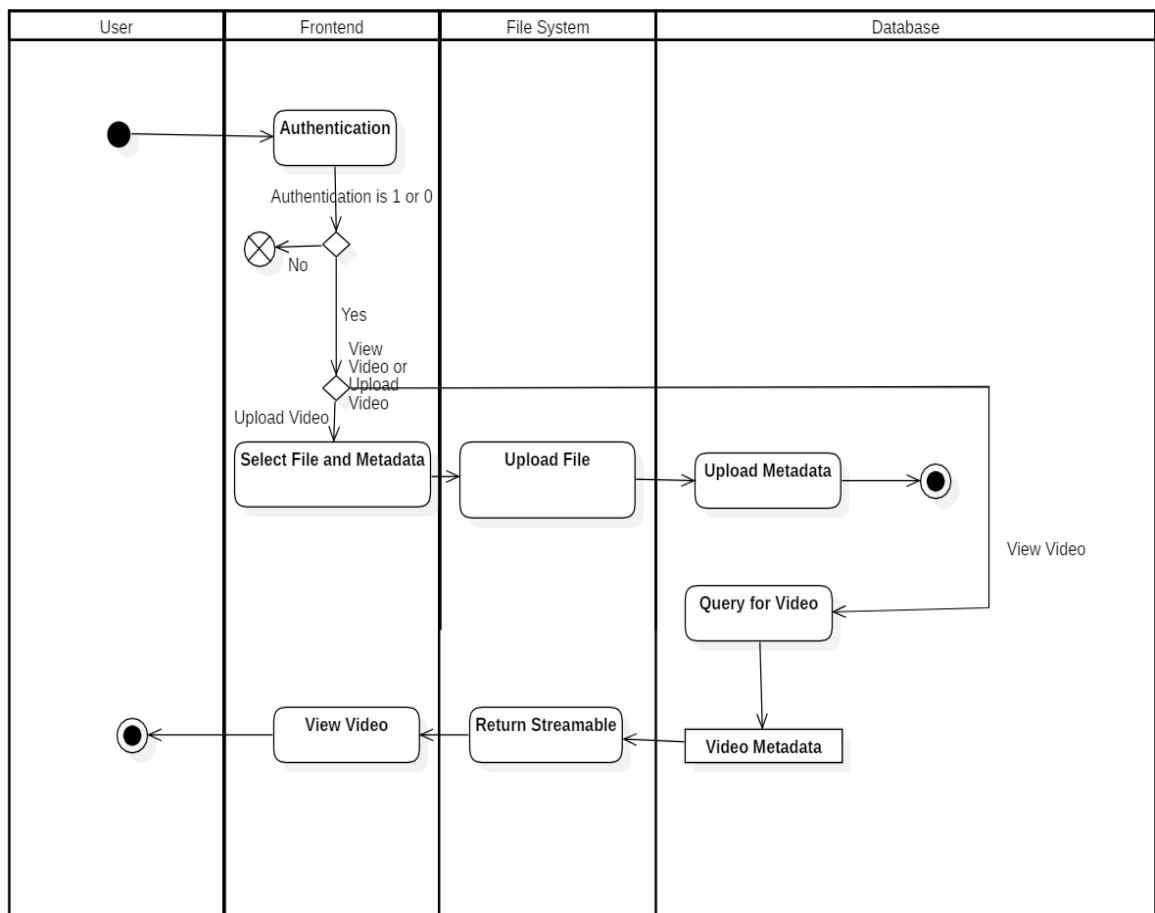 User
Frontend
File System
Database
Authentication
Authentication is 1 or 0
No
Yes
View
Video or
Upload
Video
Upload Video
Select File and Metadata
Upload File
Upload Metadata
View Video
Query for Video
View Video
Return Streamable
Video Metadata